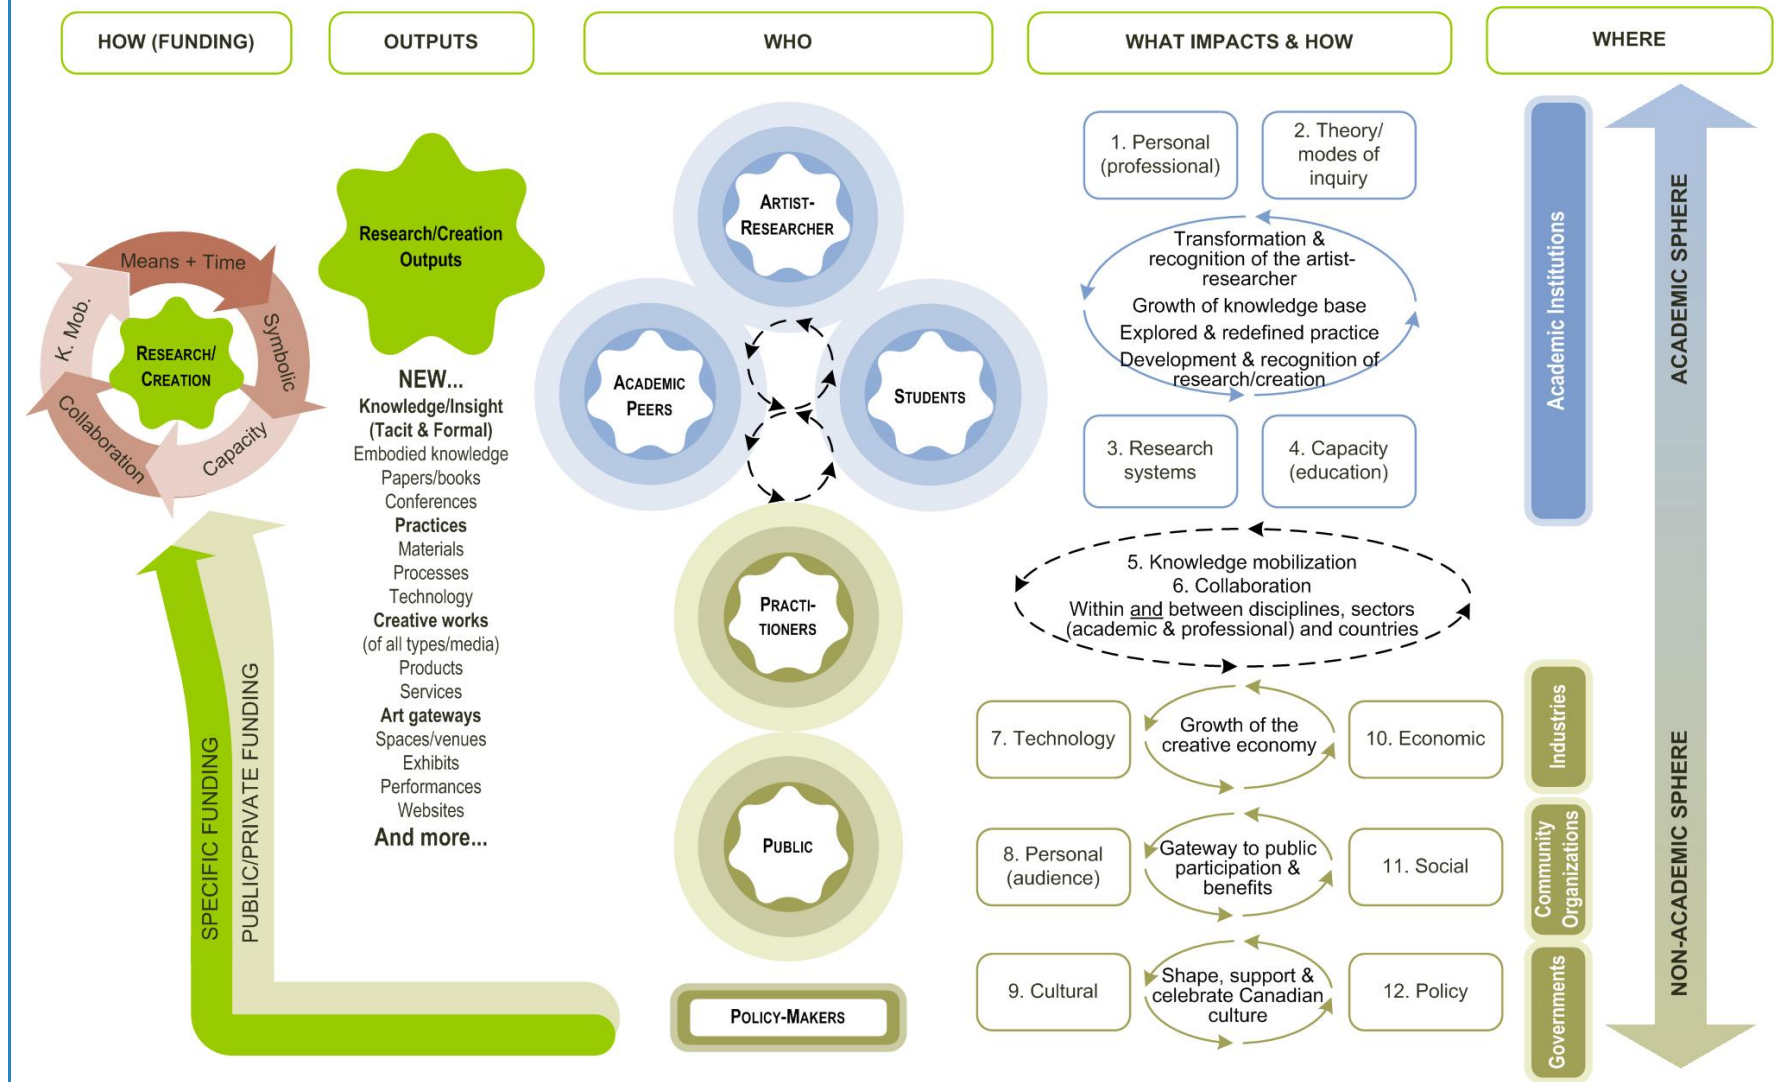 HOW (FUNDING)
OUTPUTS
WHO
WHAT IMPACTS & HOW
WHERE
Means + Time
Symbolic
Capacity
Collaboration
K. Mob.
RESEARCH/
CREATION
SPECIFIC FUNDING
PUBLIC/PRIVATE FUNDING
Research/Creation
Outputs
NEW...
Knowledge/Insight
(Tacit & Formal)
Embodied knowledge
Papers/books
Conferences
Practices
Materials
Processes
Technology
Creative works
(of all types/media)
Products
Services
Art gateways
Spaces/venues
Exhibits
Performances
Websites
And more...
ARTIST-
RESEARCHER
ACADEMIC
PEERS
STUDENTS
PRACTI-
TIONERS
PUBLIC
POLICY-MAKERS
1. Personal
(professional)
2. Theory/
modes of
inquiry
Transformation &
recognition of the artist-
researcher
Growth of knowledge base
Explored & redefined practice
Development & recognition of
research/creation
3. Research
systems
4. Capacity
(education)
5. Knowledge mobilization
6. Collaboration
Within and between disciplines, sectors
(academic & professional) and countries
7. Technology
Growth of the
creative economy
10. Economic
8. Personal
(audience)
Gateway to public
participation &
benefits
11. Social
9. Cultural
Shape, support &
celebrate Canadian
culture
12. Policy
Academic Institutions
Industries
Community
Organizations
Governments
ACADEMIC SPHERE
NON-ACADEMIC SPHERE